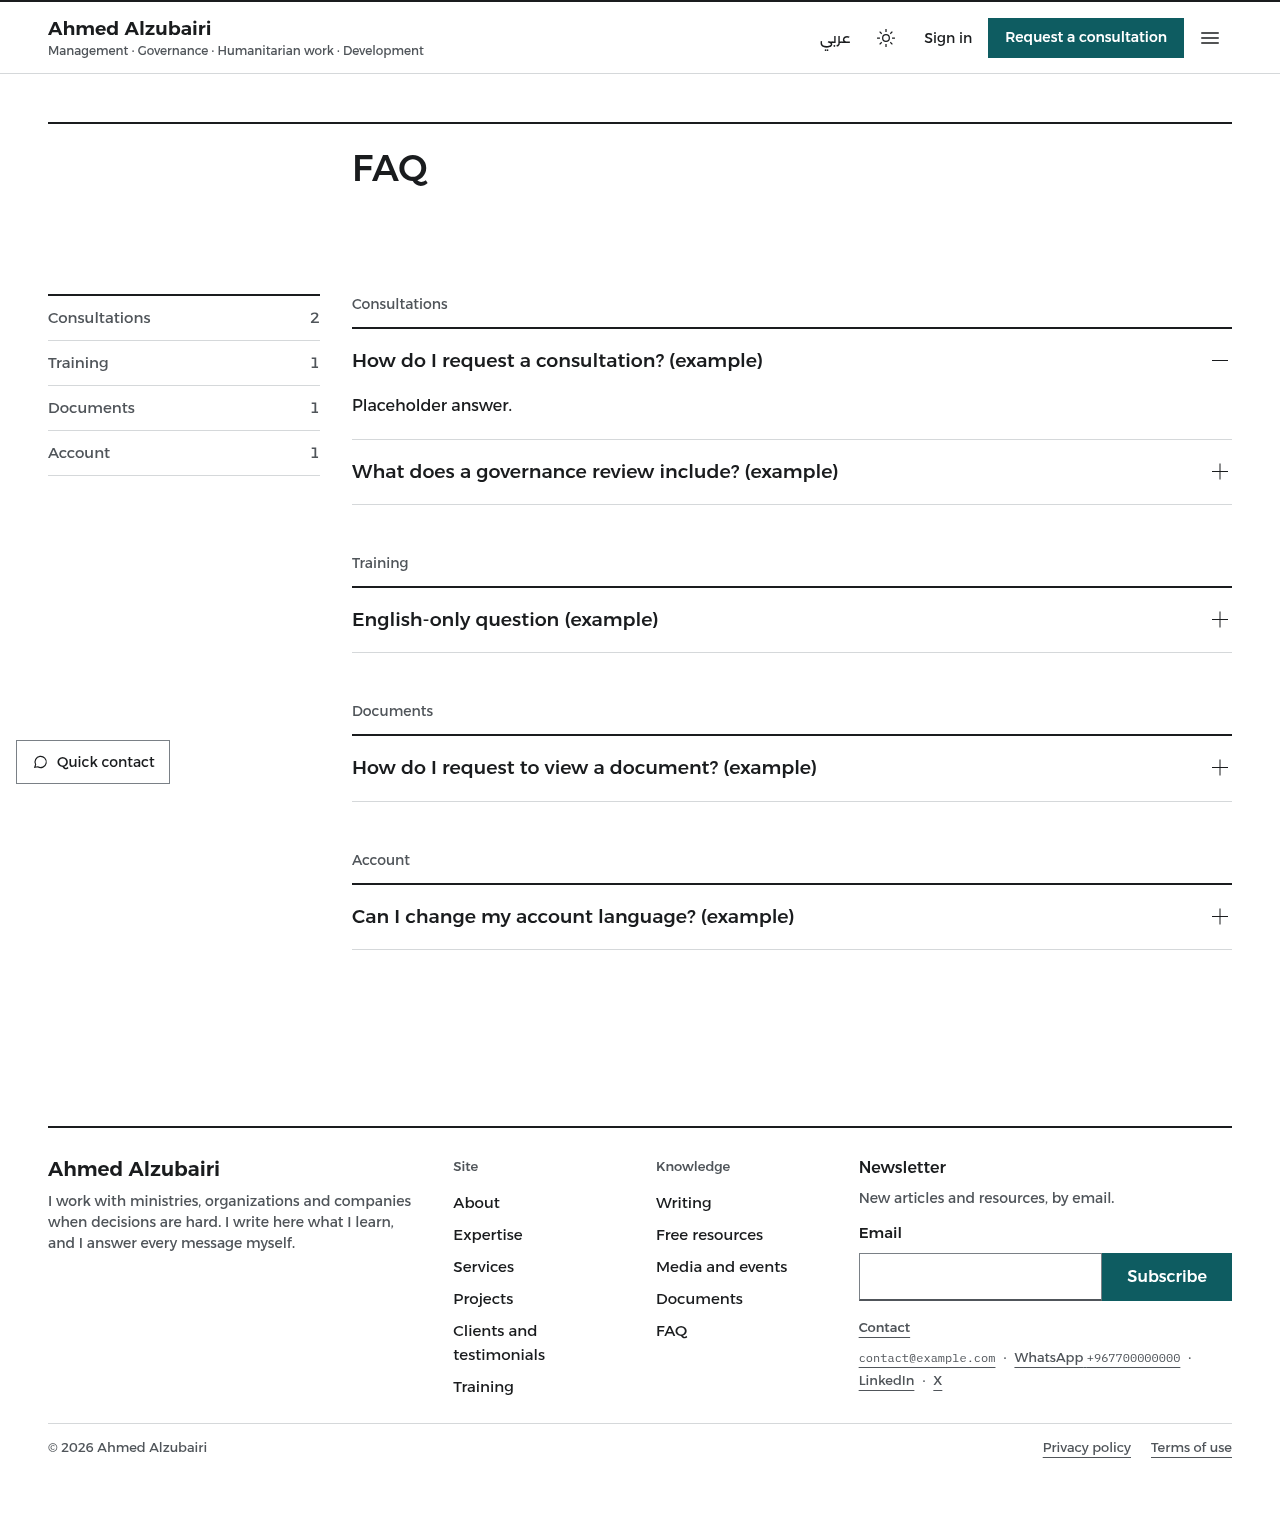 Ahmed Alzubairi
Management · Governance · Humanitarian work · Development
عربي
Sign in
Request a consultation
FAQ
Consultations 2
Training 1
Documents 1
Account 1
Consultations
How do I request a consultation? (example)
Placeholder answer.
What does a governance review include? (example)
Training
English-only question (example)
Documents
How do I request to view a document? (example)
Quick contact
Account
Can I change my account language? (example)
Ahmed Alzubairi
I work with ministries, organizations and companies
when decisions are hard. I write here what I learn,
and I answer every message myself.
Site
About
Expertise
Services
Projects
Clients and
testimonials
Training
Knowledge
Writing
Free resources
Media and events
Documents
FAQ
Newsletter
New articles and resources, by email.
Email
Subscribe
Contact
contact@example.com · WhatsApp +967700000000 ·
LinkedIn · X
© 2026 Ahmed Alzubairi
Privacy policy
Terms of use